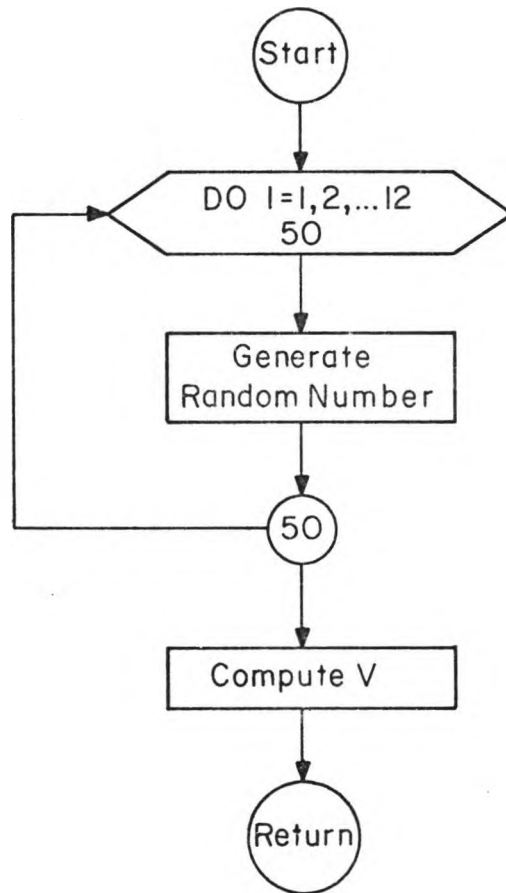 Start
DO I=1,2,...12
50
Generate
Random Number
50
Compute V
Return